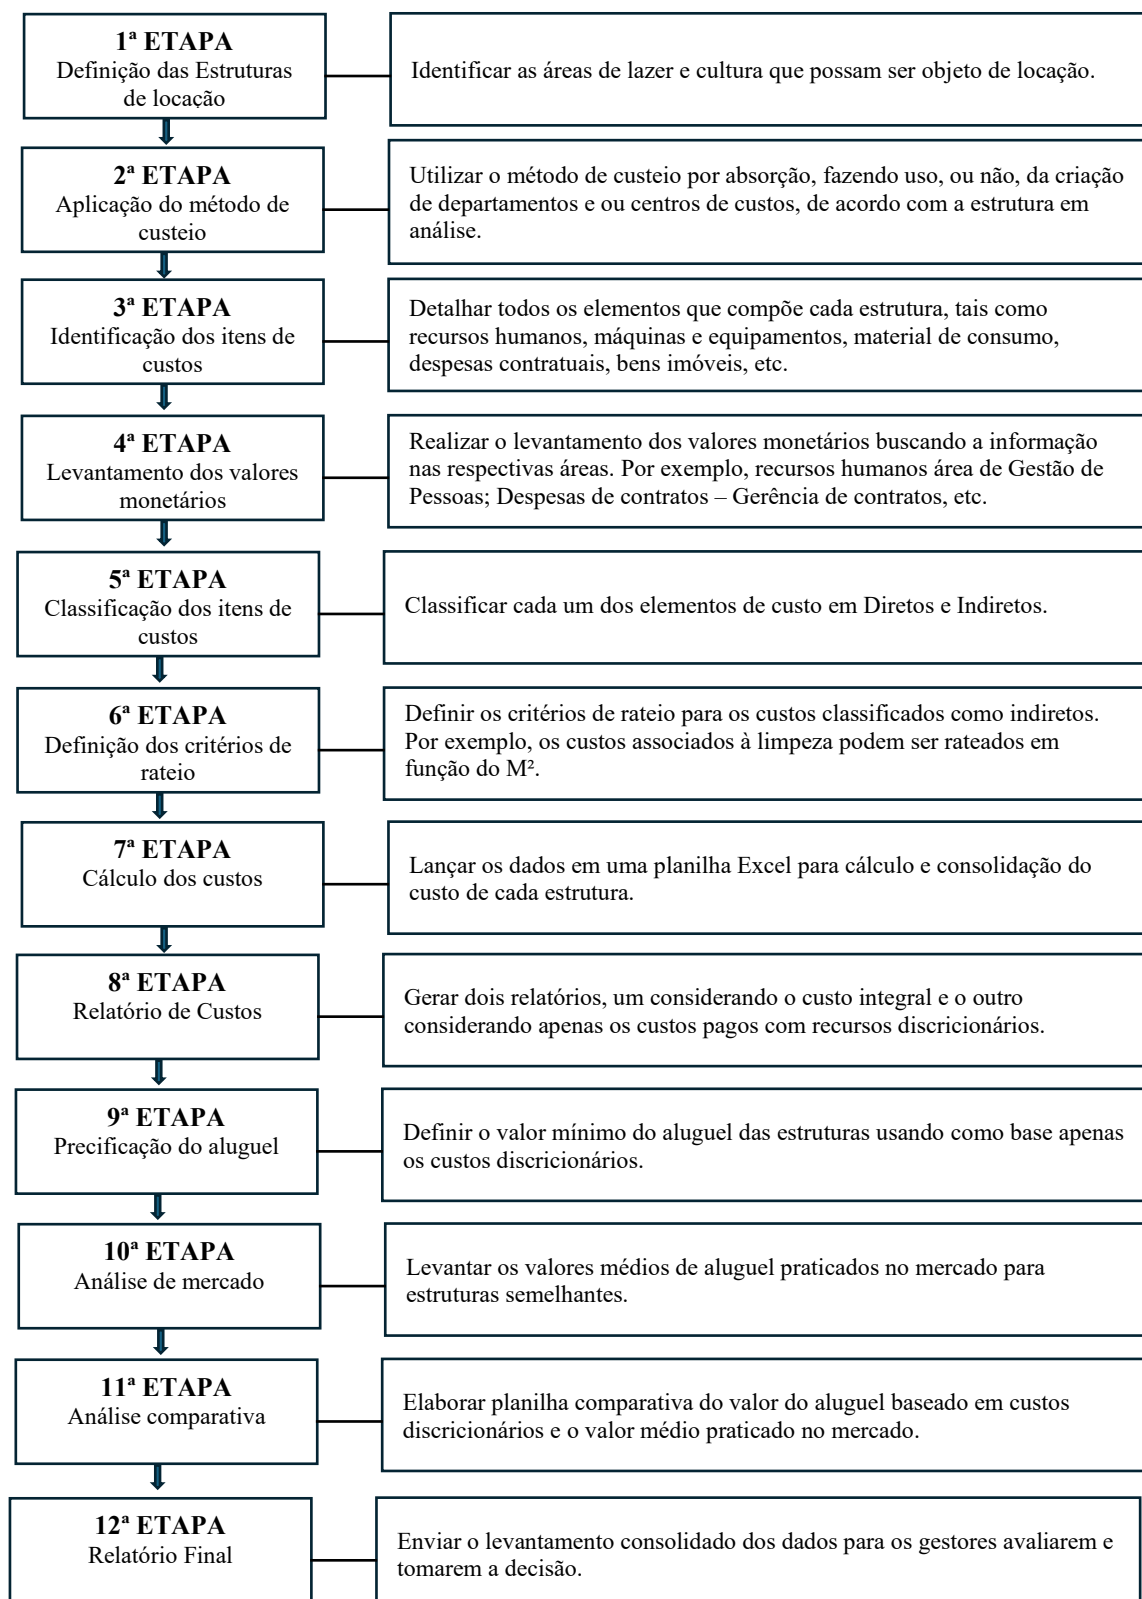 1ª ETAPA
Definição das Estruturas
de locação
Identificar as áreas de lazer e cultura que possam ser objeto de locação.
2ª ETAPA
Aplicação do método de
custeio
Utilizar o método de custeio por absorção, fazendo uso, ou não, da criação
de departamentos e ou centros de custos, de acordo com a estrutura em
análise.
3ª ETAPA
Identificação dos itens de
custos
Detalhar todos os elementos que compõe cada estrutura, tais como
recursos humanos, máquinas e equipamentos, material de consumo,
despesas contratuais, bens imóveis, etc.
4ª ETAPA
Levantamento dos valores
monetários
Realizar o levantamento dos valores monetários buscando a informação
nas respectivas áreas. Por exemplo, recursos humanos área de Gestão de
Pessoas; Despesas de contratos – Gerência de contratos, etc.
5ª ETAPA
Classificação dos itens de
custos
Classificar cada um dos elementos de custo em Diretos e Indiretos.
6ª ETAPA
Definição dos critérios de
rateio
Definir os critérios de rateio para os custos classificados como indiretos.
Por exemplo, os custos associados à limpeza podem ser rateados em
função do M².
7ª ETAPA
Cálculo dos custos
Lançar os dados em uma planilha Excel para cálculo e consolidação do
custo de cada estrutura.
8ª ETAPA
Relatório de Custos
Gerar dois relatórios, um considerando o custo integral e o outro
considerando apenas os custos pagos com recursos discricionários.
9ª ETAPA
Precificação do aluguel
Definir o valor mínimo do aluguel das estruturas usando como base apenas
os custos discricionários.
10ª ETAPA
Análise de mercado
Levantar os valores médios de aluguel praticados no mercado para
estruturas semelhantes.
11ª ETAPA
Análise comparativa
Elaborar planilha comparativa do valor do aluguel baseado em custos
discricionários e o valor médio praticado no mercado.
12ª ETAPA
Relatório Final
Enviar o levantamento consolidado dos dados para os gestores avaliarem e
tomarem a decisão.